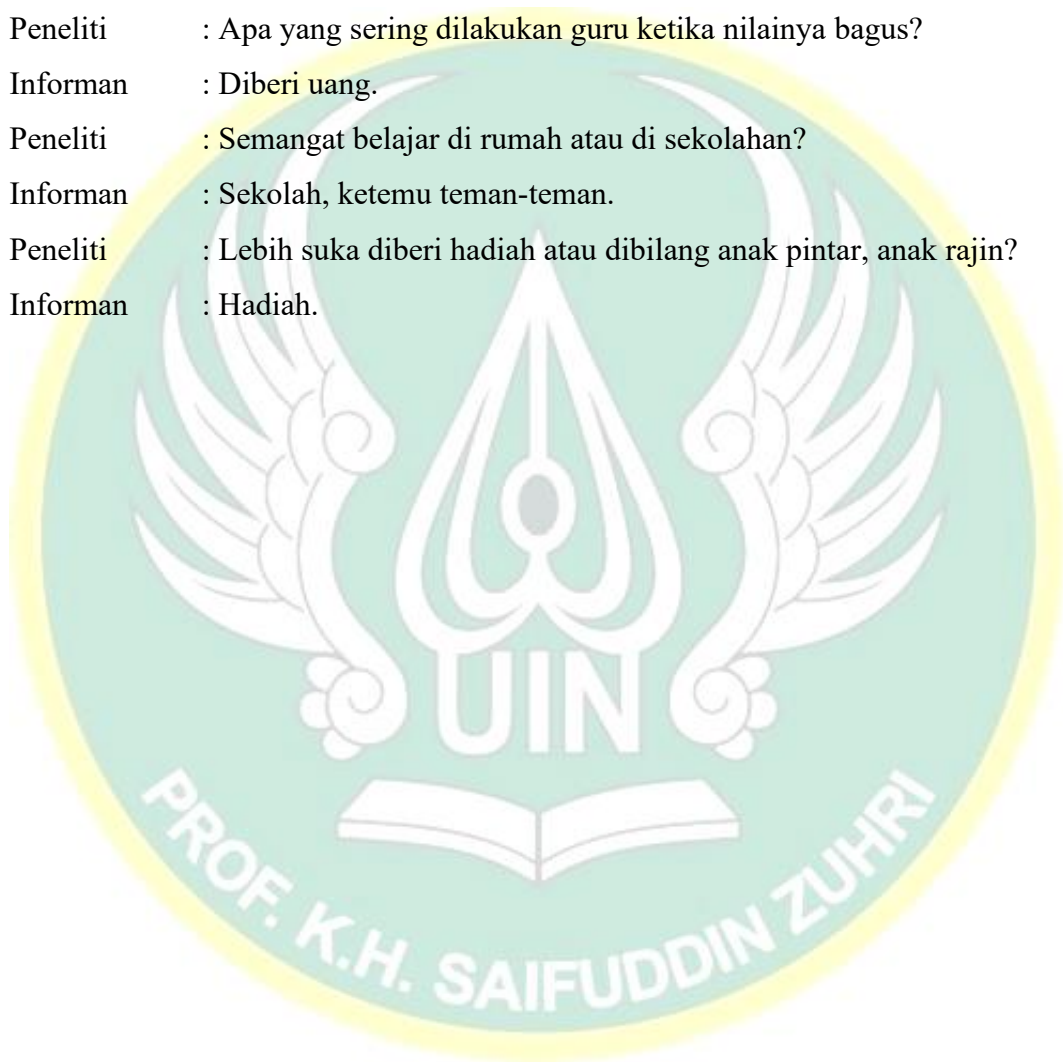 Peneliti : Apa yang sering dilakukan guru ketika nilainya bagus?
Informan : Diberi uang.
Peneliti : Semangat belajar di rumah atau di sekolahan?
Informan : Sekolah, ketemu teman-teman.
Peneliti : Lebih suka diberi hadiah atau dibilang anak pintar, anak rajin?
Informan : Hadiah.
UIN
PROF. K.H. SAIFUDDIN ZUHRI